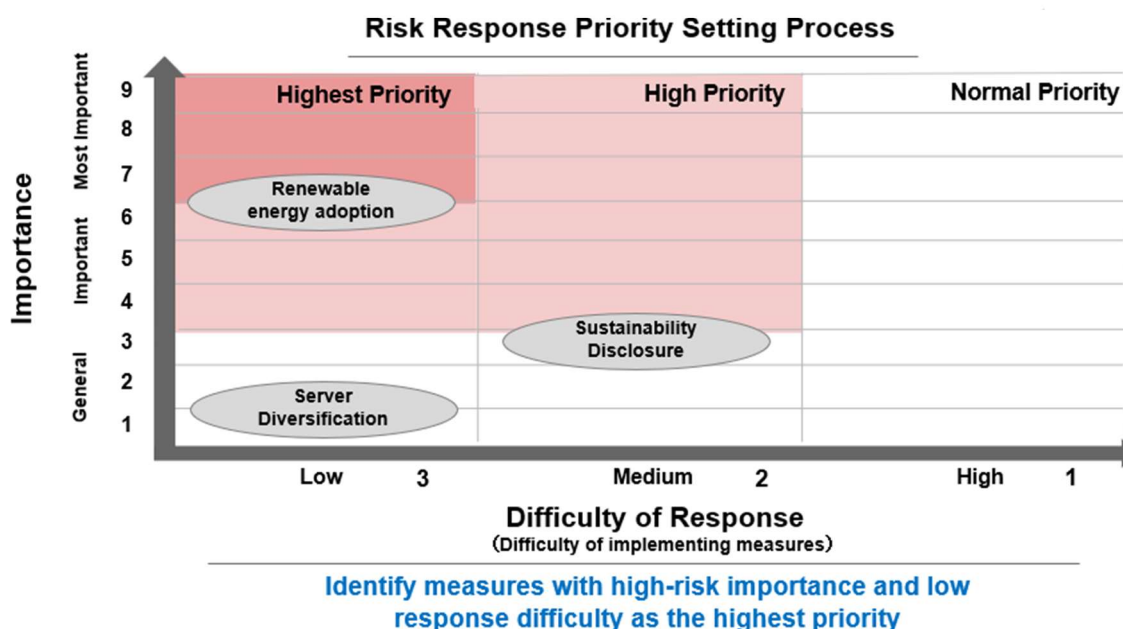 Risk Response Priority Setting Process
Importance
Most Important
Important
General
9
8
7
6
5
4
3
2
1
Highest Priority
High Priority
Normal Priority
Renewable
energy adoption
Sustainability
Disclosure
Server
Diversification
Low 3
Medium 2
High 1
Difficulty of Response
(Difficulty of implementing measures)
Identify measures with high-risk importance and low
response difficulty as the highest priority